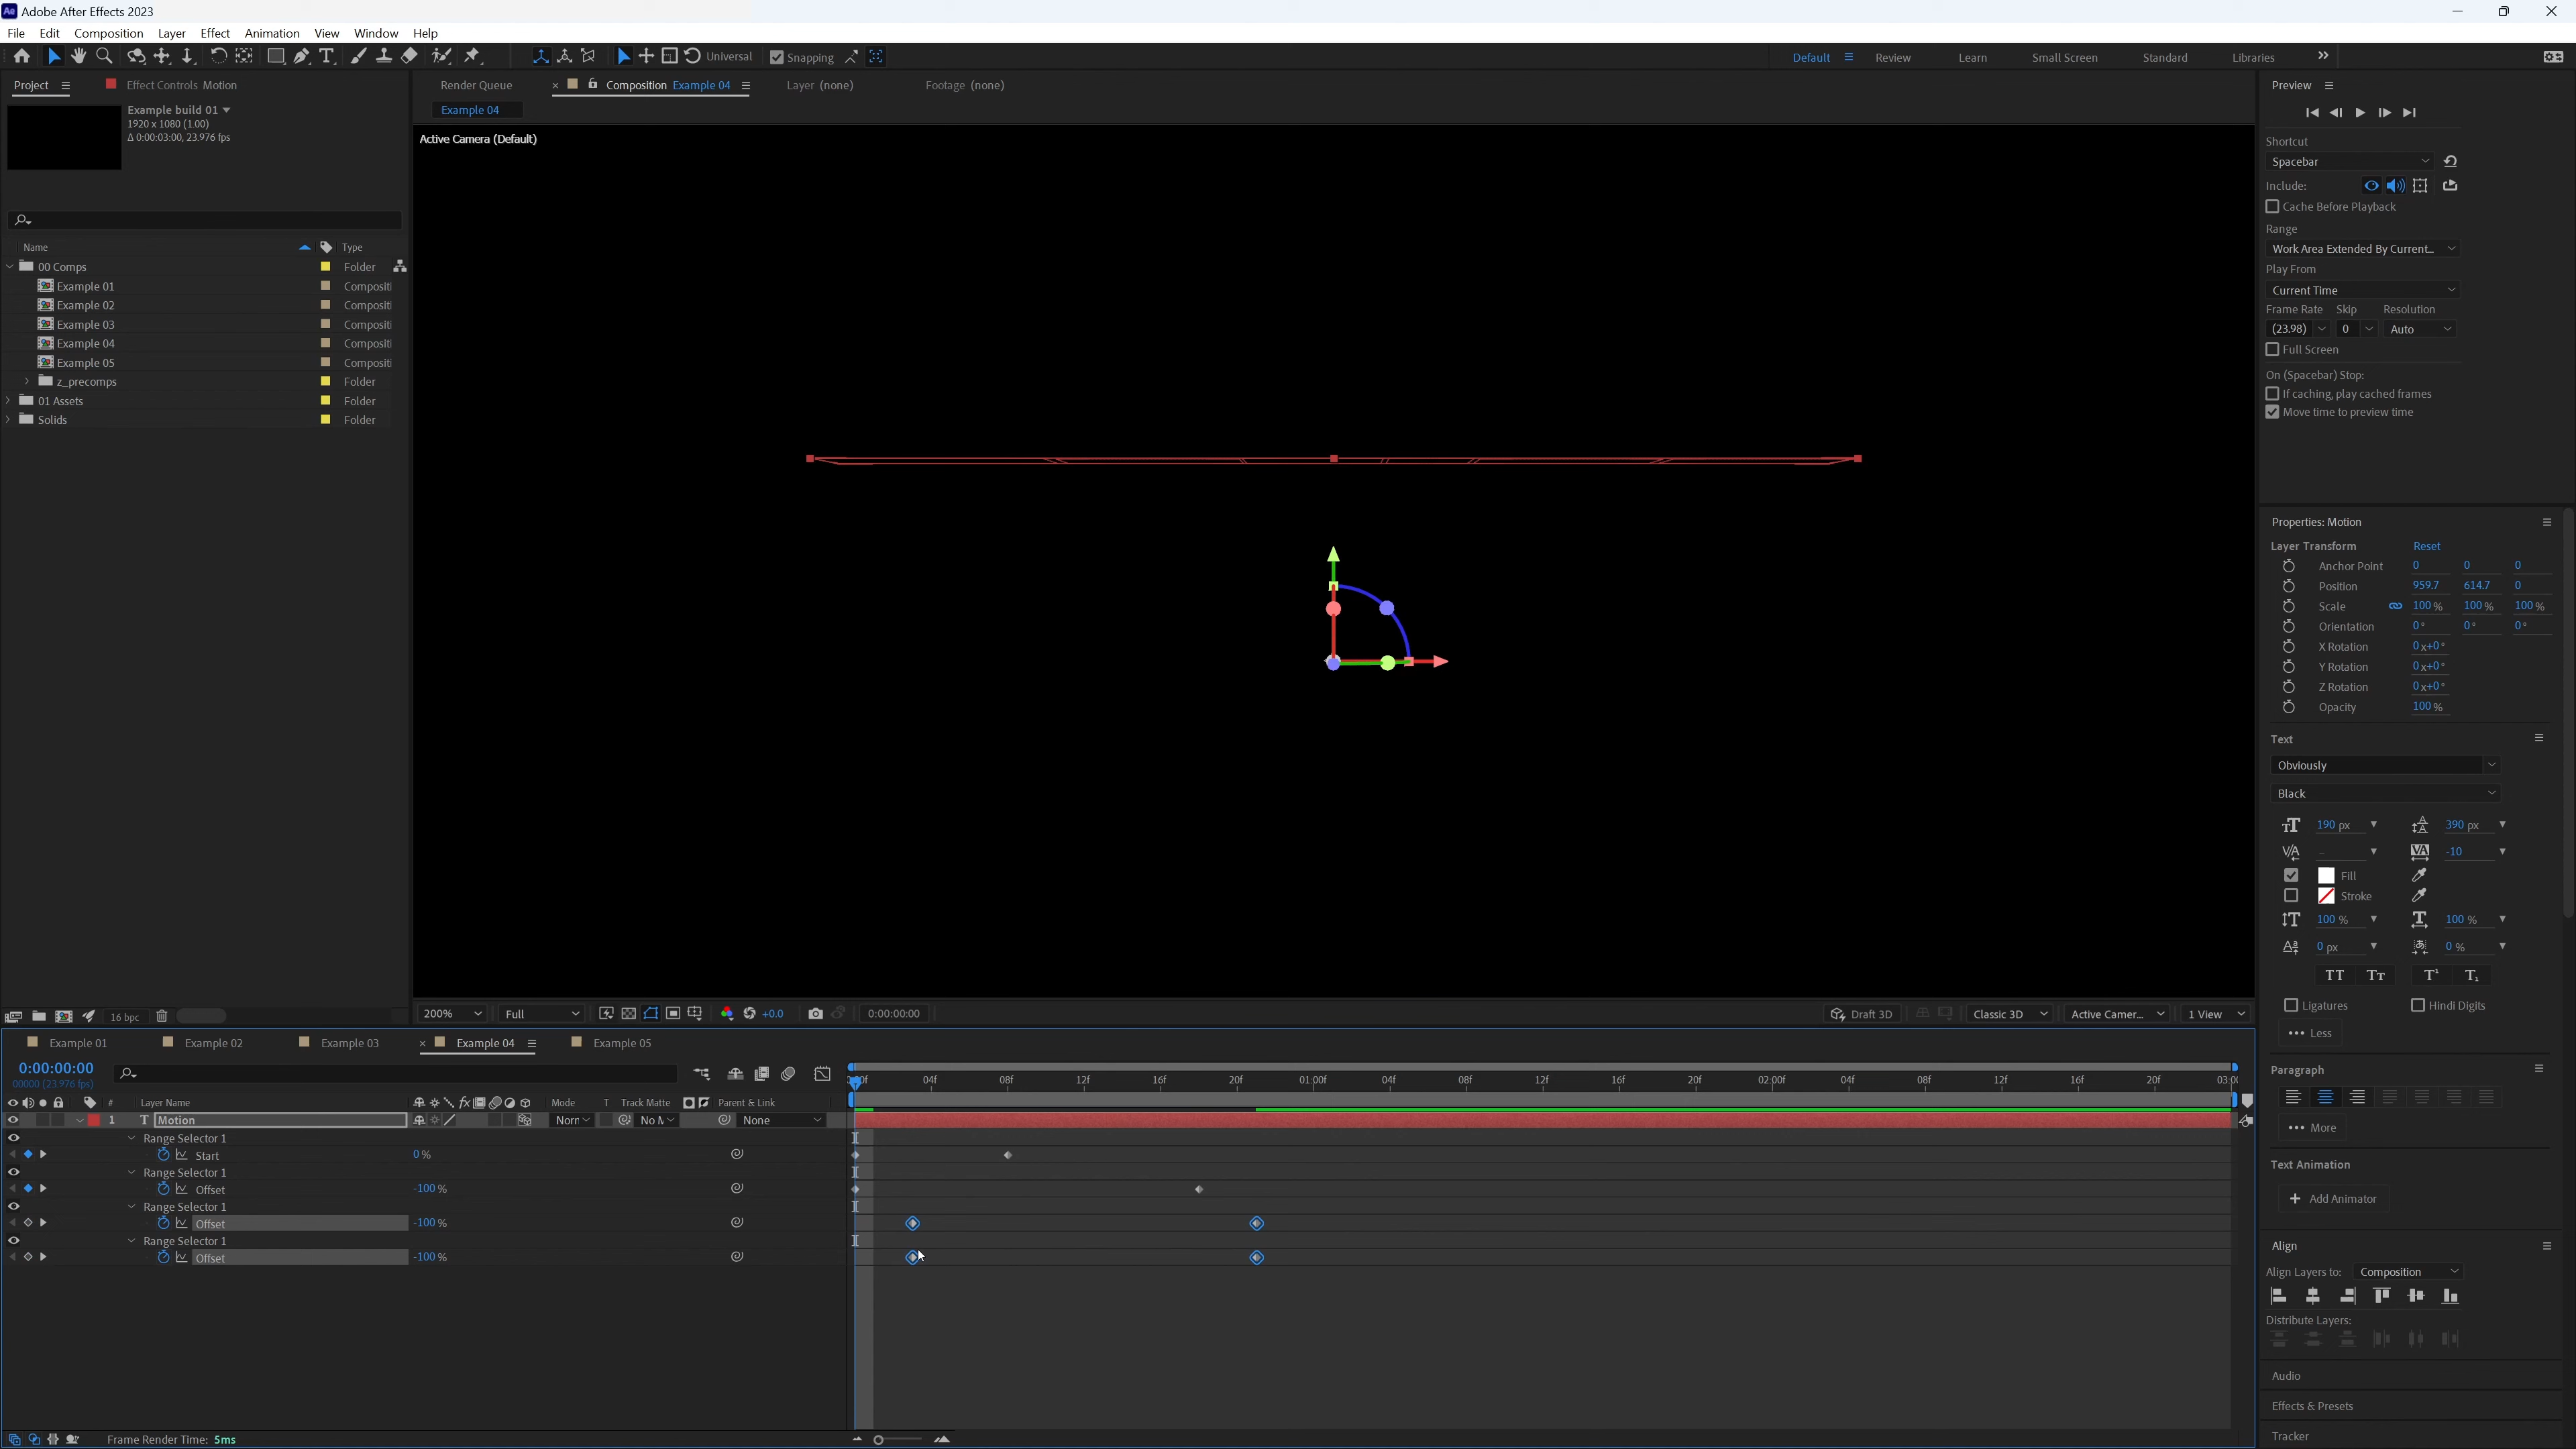 Adobe After Effects 2023
File Edit Composition Layer Effect Animation View Window Help
Universal Snapping Default Review Learn Small Screen Standard Libraries
Project Effect Controls Motion
Example build 01
1920 x 1080 (1.00)
Δ 0:00:03:00, 23.976 fps
Name Type
00 Comps Folder
Example 01 Composit
Example 02 Composit
Example 03 Composit
Example 04 Composit
Example 05 Composit
z_precomps Folder
01 Assets Folder
Solids Folder
16 bpc
Render Queue Composition Example 04 Layer (none) Footage (none)
Example 04
Active Camera (Default)
200% Full +0.0 0:00:00:00 Draft 3D Classic 3D Active Camer... 1 View
Preview
Shortcut
Spacebar
Include:
Cache Before Playback
Range
Work Area Extended By Current...
Play From
Current Time
Frame Rate Skip Resolution
(23.98) 0 Auto
Full Screen
On (Spacebar) Stop:
If caching, play cached frames
Move time to preview time
Properties: Motion
Layer Transform Reset
Anchor Point 0 0 0
Position 959.7 614.7 0
Scale 100 % 100 % 100 %
Orientation 0° 0° 0°
X Rotation 0x+0°
Y Rotation 0x+0°
Z Rotation 0x+0°
Opacity 100 %
Text
Obviously
Black
190 px 390 px
-10
Fill
Stroke
100 % 100 %
0 px 0 %
Ligatures Hindi Digits
Less
Paragraph
More
Text Animation
+ Add Animator
Align
Align Layers to: Composition
Distribute Layers:
Audio
Effects & Presets
Tracker
Example 01 Example 02 Example 03 Example 04 Example 05
0:00:00:00
00000 (23.976 fps)
04f 08f 12f 16f 20f 01:00f 04f 08f 12f 16f 20f 02:00f 04f 08f 12f 16f 20f
# Layer Name Mode T Track Matte Parent & Link
1 T Motion Norr No M None
Range Selector 1
Start 0 %
Range Selector 1
Offset -100 %
Range Selector 1
Offset -100 %
Range Selector 1
Offset -100 %
Frame Render Time: 5ms